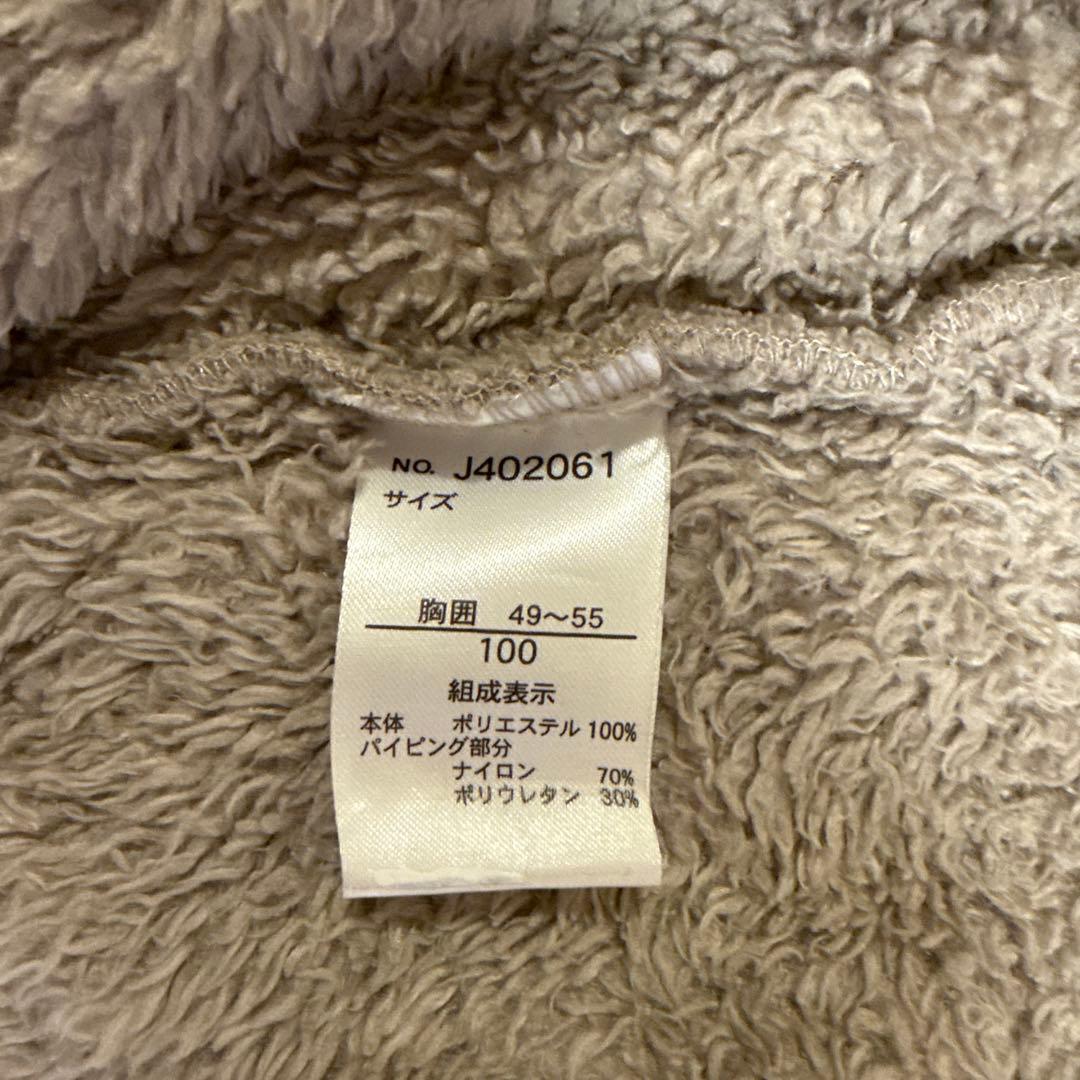 NO. J402061
サイズ
胸囲 49～55
100
組成表示
本体 ポリエステル 100%
パイピング部分
ナイロン 70%
ポリウレタン 30%